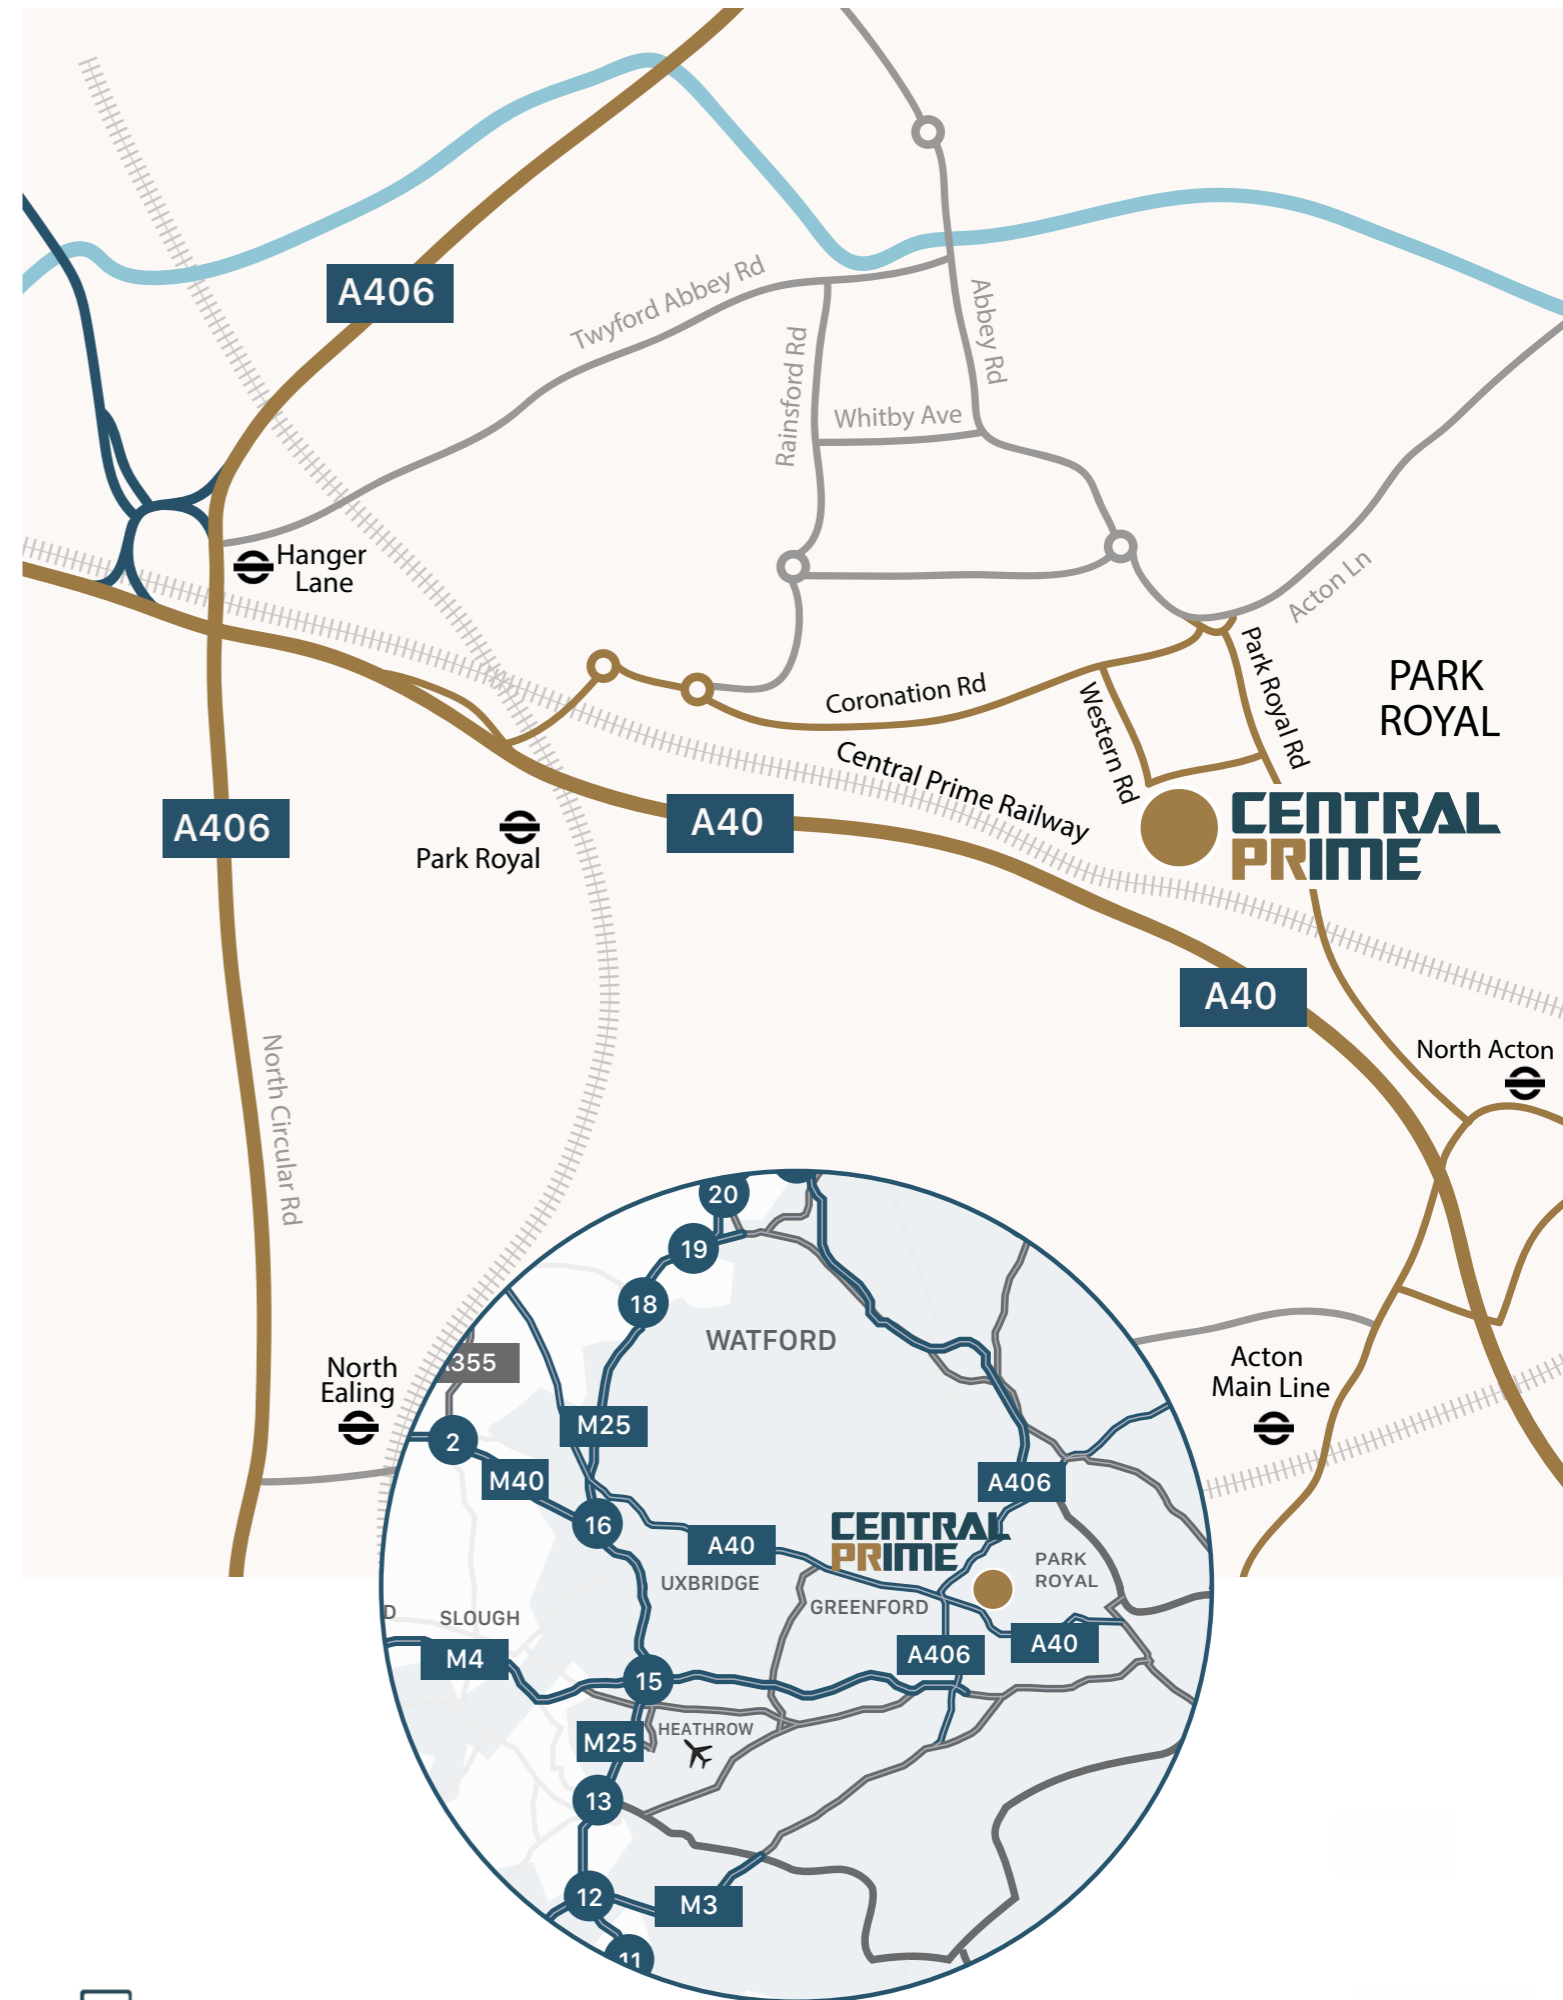 A406
Twyford Abbey Rd
Abbey Rd
Rainsford Rd
Whitby Ave
Hanger
Lane
Acton Ln
Park Royal Rd
PARK
ROYAL
Coronation Rd
Western Rd
Central Prime Railway
CENTRAL
PRIME
A406
A40
Park Royal
A40
North Acton
North Circular Rd
North
Ealing
Acton
Main Line
20
19
18
WATFORD
355
M25
2
M40
A406
16
CENTRAL
PRIME
A40
PARK
ROYAL
UXBRIDGE
GREENFORD
D
SLOUGH
A406
A40
M4
15
HEATHROW
M25
13
12
M3
11